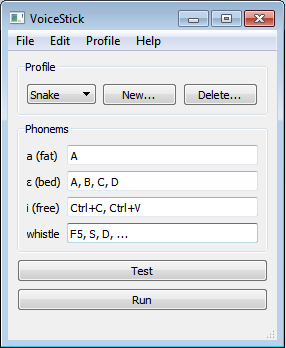 VoiceStick
File Edit Profile Help
Profile
Snake New... Delete...
Phonems
a (fat) A
ε (bed) A, B, C, D
i (free) Ctrl+C, Ctrl+V
whistle F5, S, D, ...
Test
Run